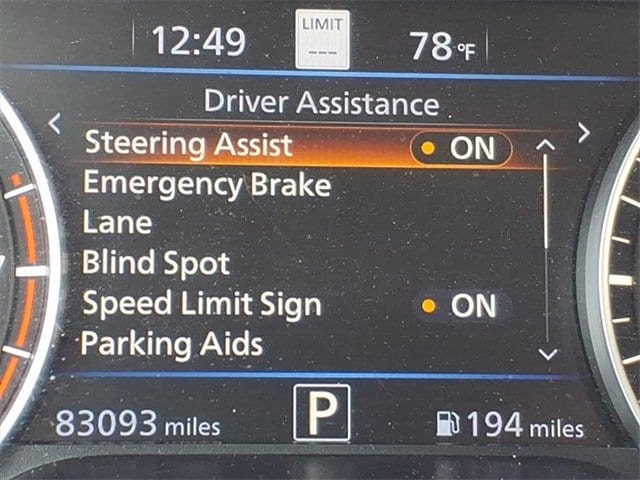 12:49 LIMIT --- 78°F
Driver Assistance
Steering Assist ON
Emergency Brake
Lane
Blind Spot
Speed Limit Sign ON
Parking Aids
83093 miles P 194 miles